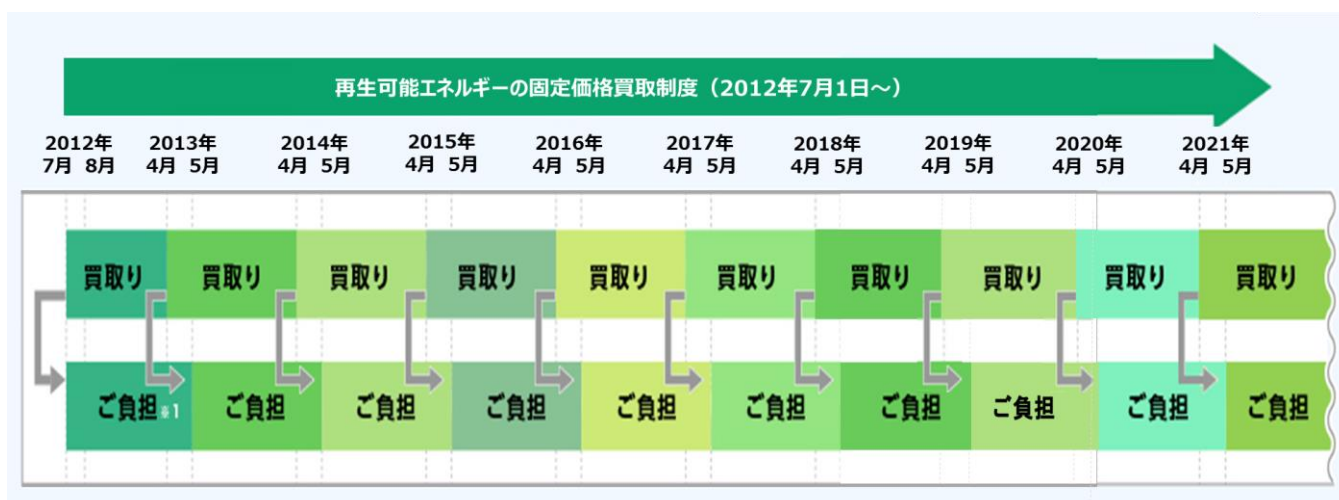 再生可能エネルギーの固定価格買取制度（2012年7月1日～）
2012年 2013年 2014年 2015年 2016年 2017年 2018年 2019年 2020年 2021年
7月 8月 4月 5月 4月 5月 4月 5月 4月 5月 4月 5月 4月 5月 4月 5月 4月 5月 4月 5月
買取り 買取り 買取り 買取り 買取り 買取り 買取り 買取り 買取り 買取り
ご負担※1 ご負担 ご負担 ご負担 ご負担 ご負担 ご負担 ご負担 ご負担 ご負担